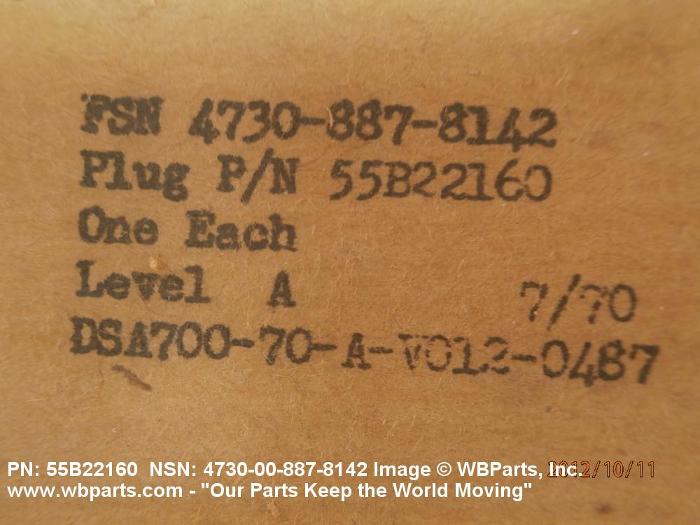 FSN 4730-887-8142
Plug P/N 55B22160
One Each
Level A 7/70
DSA700-70-A-V012-0487
PN: 55B22160 NSN: 4730-00-887-8142 Image © WBParts, Inc.
2012/10/11
www.wbparts.com - "Our Parts Keep the World Moving"